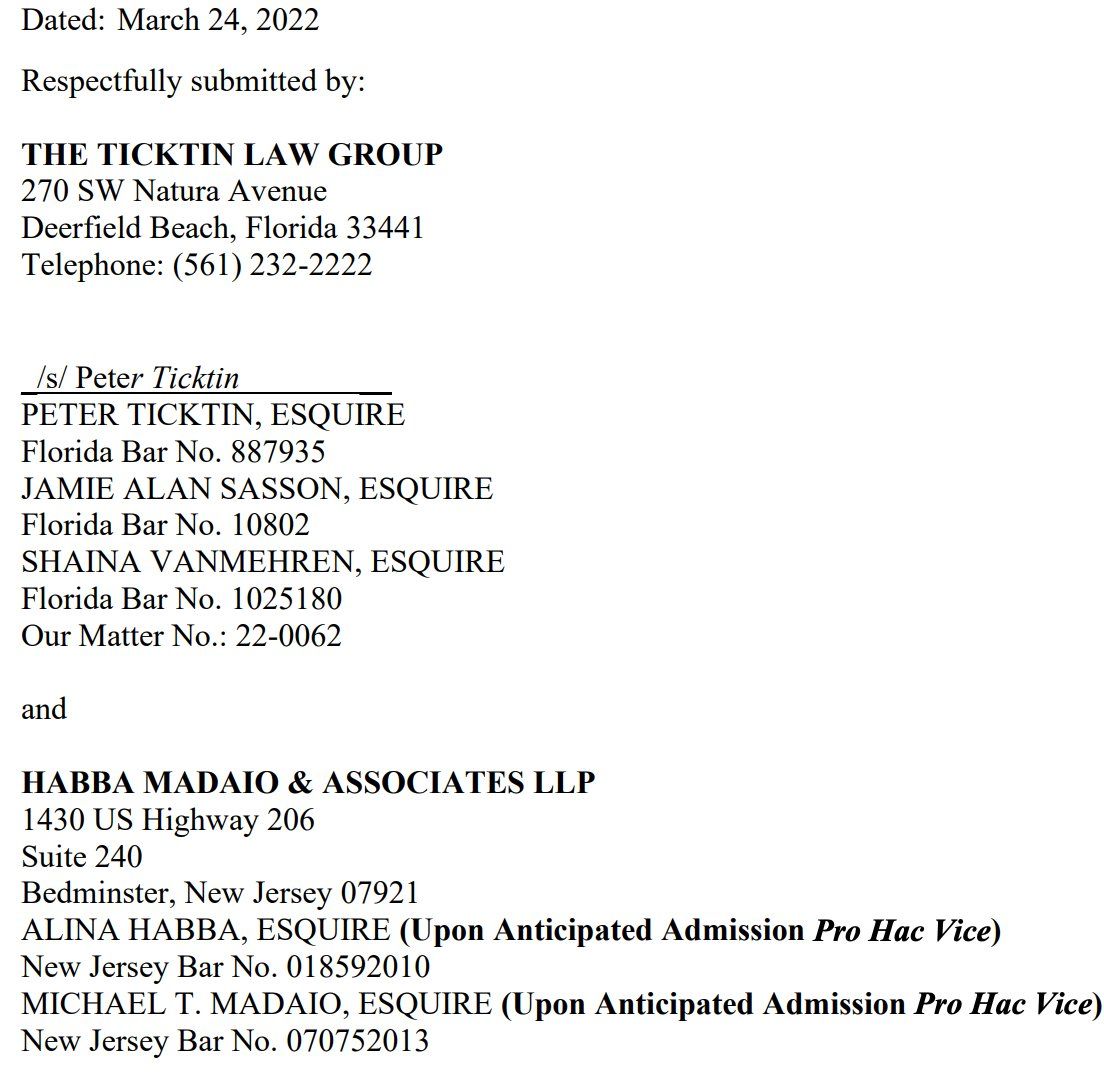 Dated: March 24, 2022
Respectfully submitted by:
THE TICKTIN LAW GROUP
270 SW Natura Avenue
Deerfield Beach, Florida 33441
Telephone: (561) 232-2222
/s/ Peter Ticktin
PETER TICKTIN, ESQUIRE
Florida Bar No. 887935
JAMIE ALAN SASSON, ESQUIRE
Florida Bar No. 10802
SHAINA VANMEHREN, ESQUIRE
Florida Bar No. 1025180
Our Matter No.: 22-0062
and
HABBA MADAIO & ASSOCIATES LLP
1430 US Highway 206
Suite 240
Bedminster, New Jersey 07921
ALINA HABBA, ESQUIRE (Upon Anticipated Admission Pro Hac Vice)
New Jersey Bar No. 018592010
MICHAEL T. MADAIO, ESQUIRE (Upon Anticipated Admission Pro Hac Vice)
New Jersey Bar No. 070752013